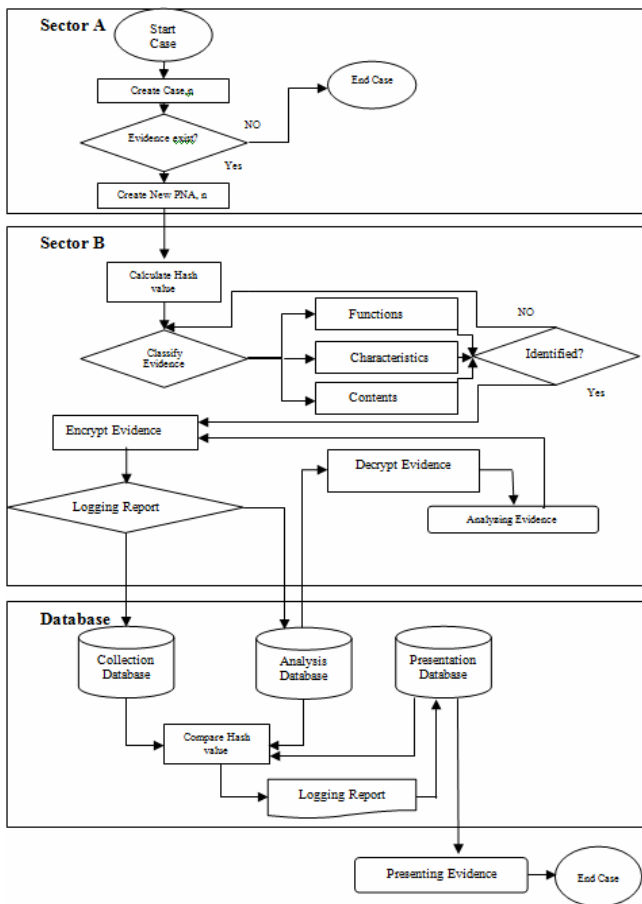 Sector A
Start
Case
Create Case,n
End Case
Evidence exist?
NO
Yes
Create New PNA, n
Sector B
Calculate Hash
value
NO
Functions
Classify
Evidence
Characteristics
Identified?
Contents
Yes
Encrypt Evidence
Decrypt Evidence
Logging Report
Analyzing Evidence
Database
Collection
Database
Analysis
Database
Presentation
Database
Compare Hash
value
Logging Report
Presenting Evidence
End Case